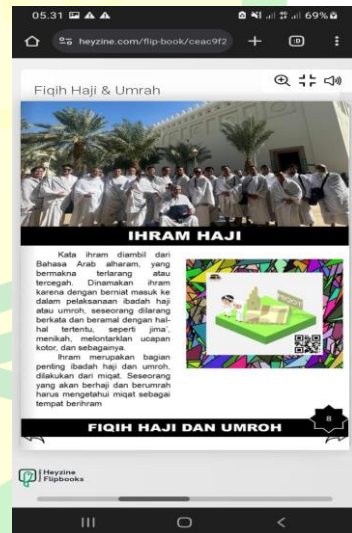 05.31
69%
heyzine.com/flip-book/ceac9f2
Fiqih Haji & Umrah
IHRAM HAJI
Kata ihram diambil dari
Bahasa Arab alharam, yang
bermakna terlarang atau
tercegah. Dinamakan ihram
karena dengan berniat masuk ke
dalam pelaksanaan ibadah haji
atau umroh, seseorang dilarang
berkata dan beramal dengan hal-
hal tertentu, seperti jima',
menikah, melontarklan ucapan
kotor, dan sebagainya.
Ihram merupakan bagian
penting ibadah haji dan umroh,
dilakukan dari miqat. Seseorang
yang akan berhaji dan berumrah
harus mengetahui miqat sebagai
tempat berihram
MIQOT
8
FIQIH HAJI DAN UMROH
Heyzine
Flipbooks